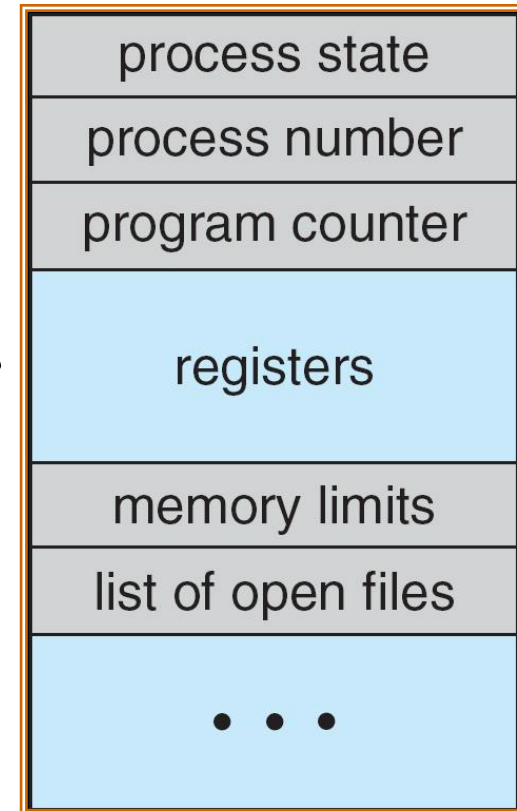 process state
process number
program counter
registers
memory limits
list of open files
• • •